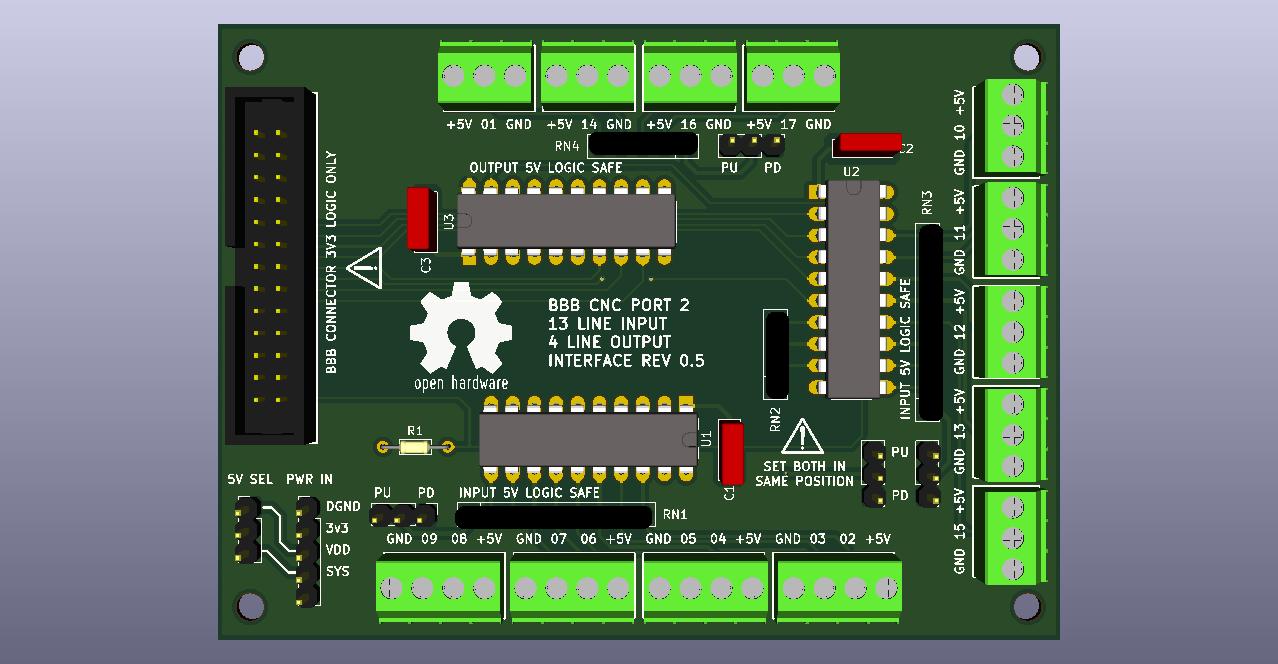 +5V 01 GND +5V 14 GND +5V 16 GND +5V 17 GND
RN4
PU PD
C2
OUTPUT 5V LOGIC SAFE
U2
U3
C3
RN3
BBB CONNECTOR 3V3 LOGIC ONLY
GND 10 +5V
GND 11 +5V
GND 12 +5V
GND 13 +5V
GND 15 +5V
INPUT 5V LOGIC SAFE
BBB CNC PORT 2
13 LINE INPUT
4 LINE OUTPUT
INTERFACE REV 0.5
open hardware
RN2
R1
U1
C1
SET BOTH IN
SAME POSITION
PU
PD
5V SEL PWR IN
DGND
3v3
VDD
SYS
PU PD
INPUT 5V LOGIC SAFE
RN1
GND 09 08 +5V GND 07 06 +5V GND 05 04 +5V GND 03 02 +5V